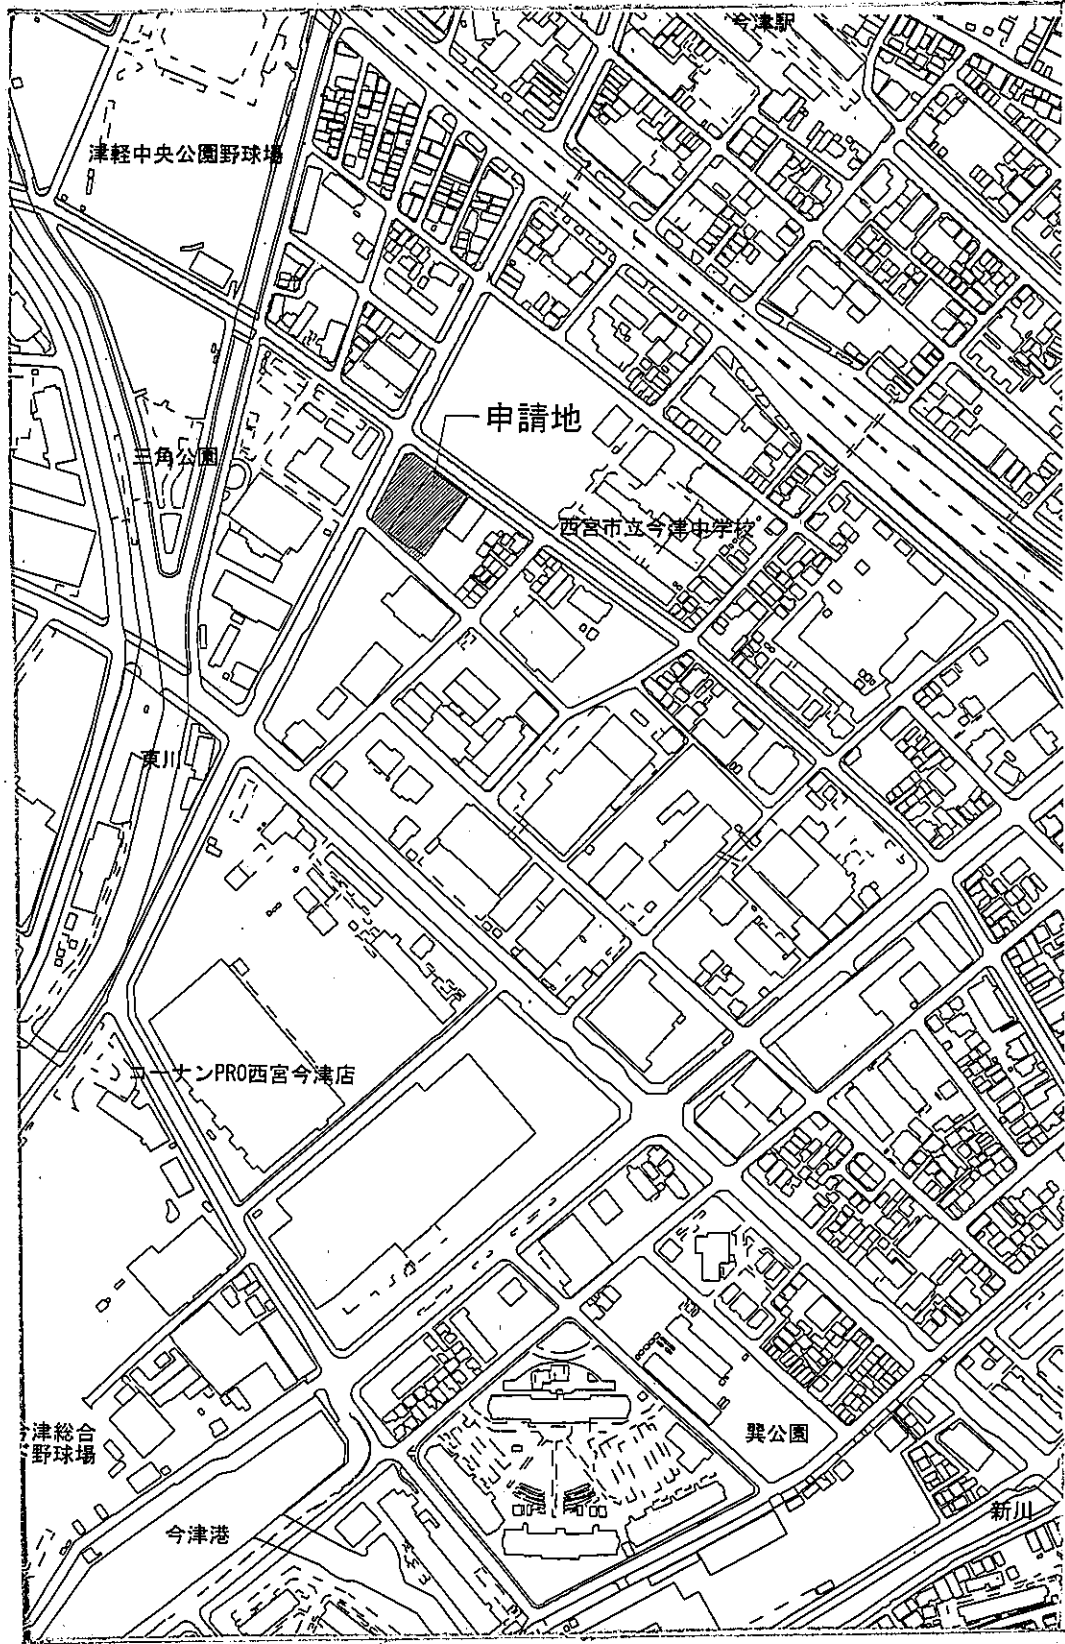 今津駅
津軽中央公園野球場
申請地
三角公園
西宮市立今津中学校
東川
コーナンPRO西宮今津店
津総合
野球場
巽公園
新川
今津港